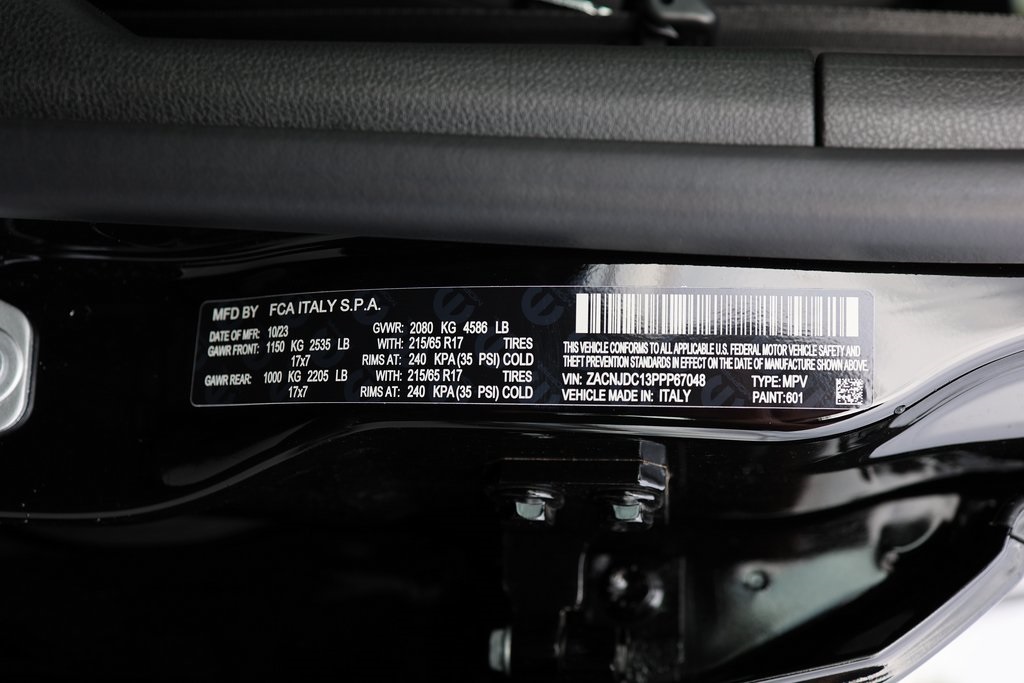 MFD BY FCA ITALY S.P.A.
DATE OF MFR: 10/23 GVWR: 2080 KG 4586 LB
GAWR FRONT: 1150 KG 2535 LB WITH: 215/65 R17 TIRES
17x7 RIMS AT: 240 KPA (35 PSI) COLD
GAWR REAR: 1000 KG 2205 LB WITH: 215/65 R17 TIRES
17x7 RIMS AT: 240 KPA (35 PSI) COLD
THIS VEHICLE CONFORMS TO ALL APPLICABLE U.S. FEDERAL MOTOR VEHICLE SAFETY AND
THEFT PREVENTION STANDARDS IN EFFECT ON THE DATE OF MANUFACTURE SHOWN ABOVE
VIN: ZACNJDC13PPP67048 TYPE: MPV
VEHICLE MADE IN: ITALY PAINT: 601